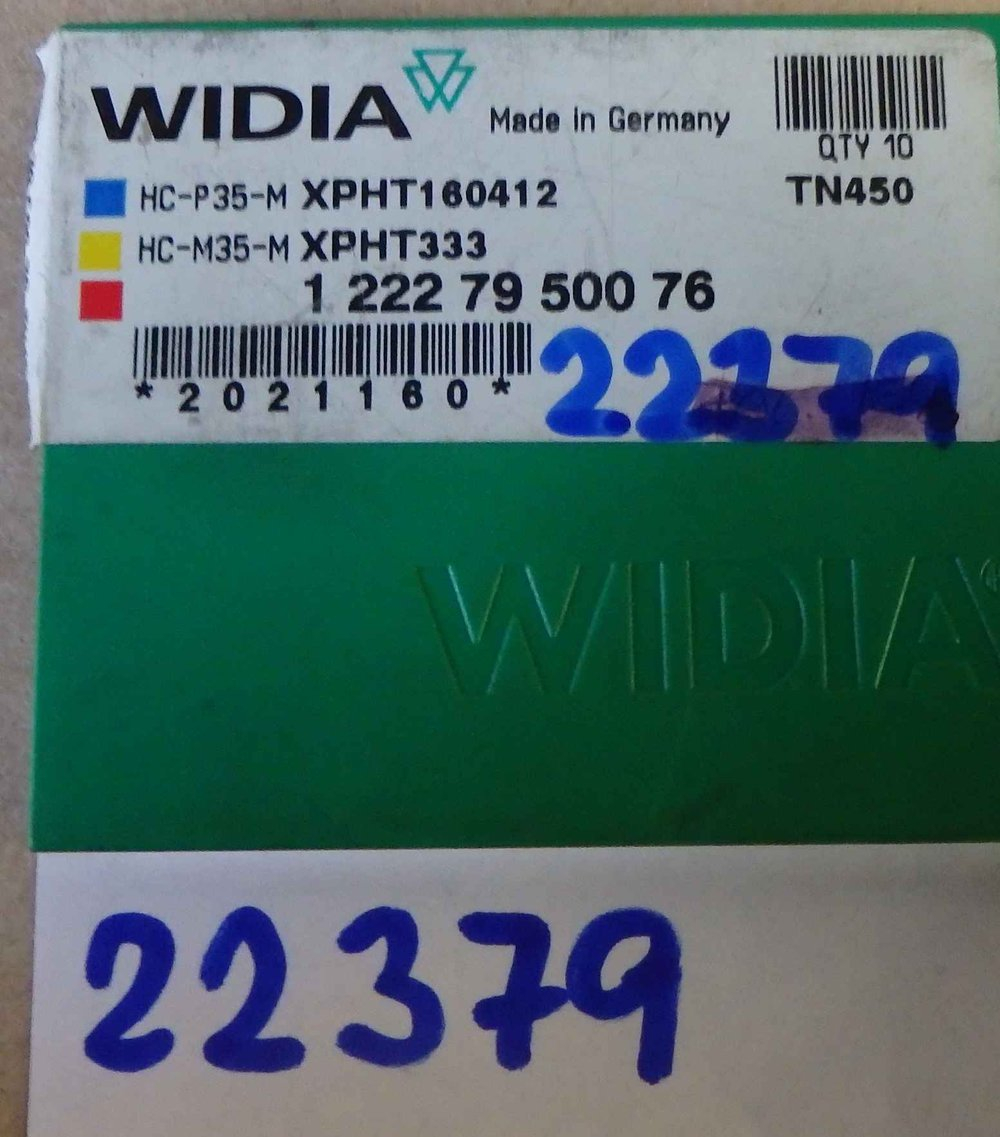 WIDIA Made in Germany
QTY 10
HC-P35-M XPHT160412 TN450
HC-M35-M XPHT333
1 222 79 500 76
*2021160* 22379
WIDIA
22379